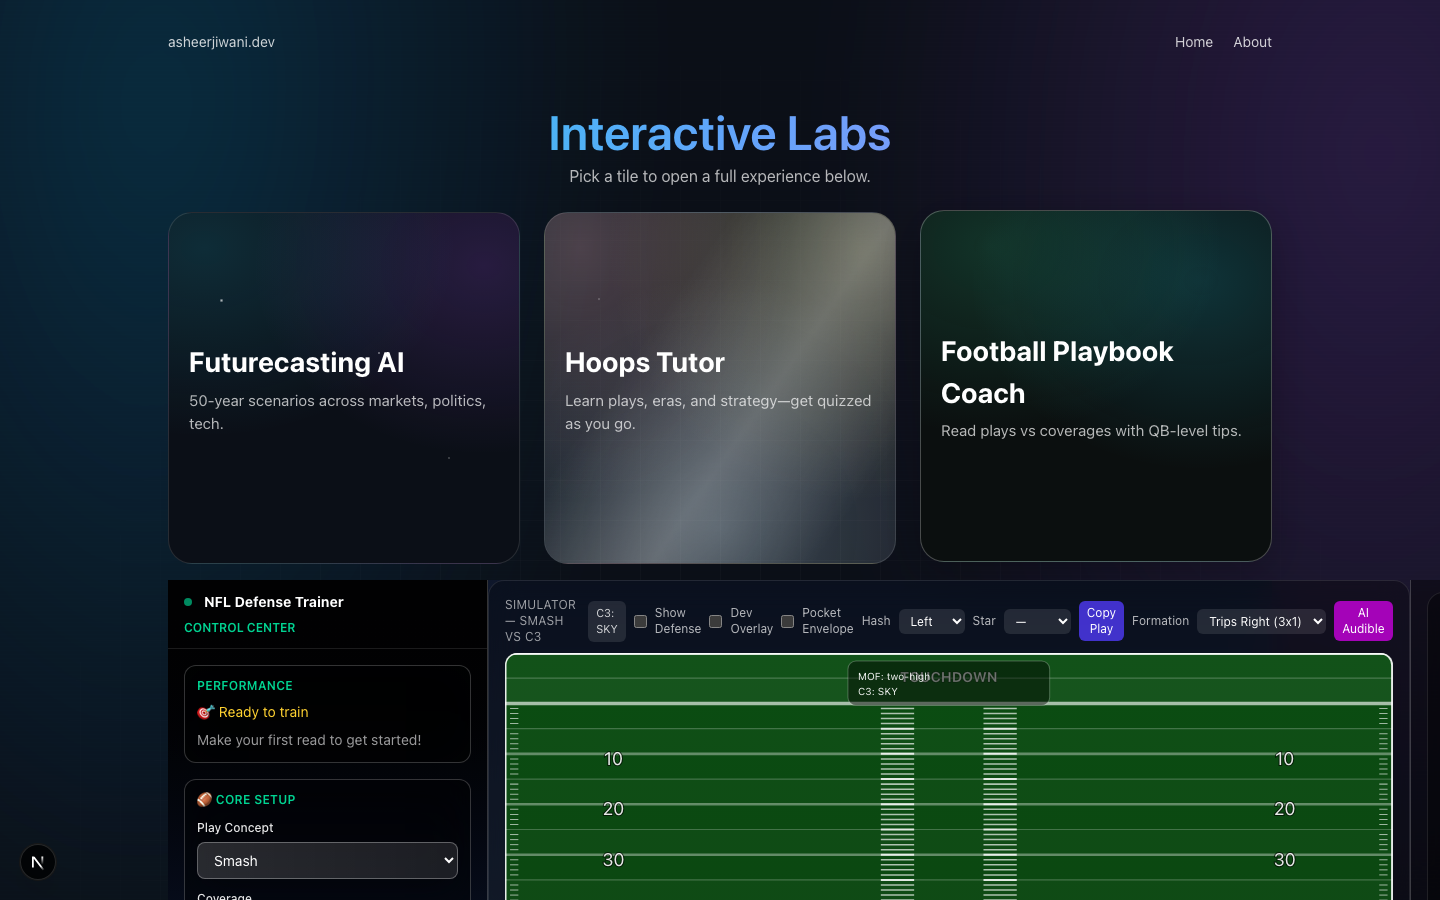 asheerjiwani.dev
Home About
Interactive Labs
Pick a tile to open a full experience below.
Futurecasting AI
50-year scenarios across markets, politics,
tech.
Hoops Tutor
Learn plays, eras, and strategy—get quizzed
as you go.
Football Playbook
Coach
Read plays vs coverages with QB-level tips.
NFL Defense Trainer
CONTROL CENTER
PERFORMANCE
🎯 Ready to train
Make your first read to get started!
🏈 CORE SETUP
Play Concept
Smash
Coverage
SIMULATOR
— SMASH
VS C3
C3:
SKY
Show
Defense
Dev
Overlay
Pocket
Envelope
Hash
Left
Star
—
Copy
Play
Formation
Trips Right (3x1)
AI
Audible
TOUCHDOWN
MOF: two-high
C3: SKY
10 10
20 20
30 30
N